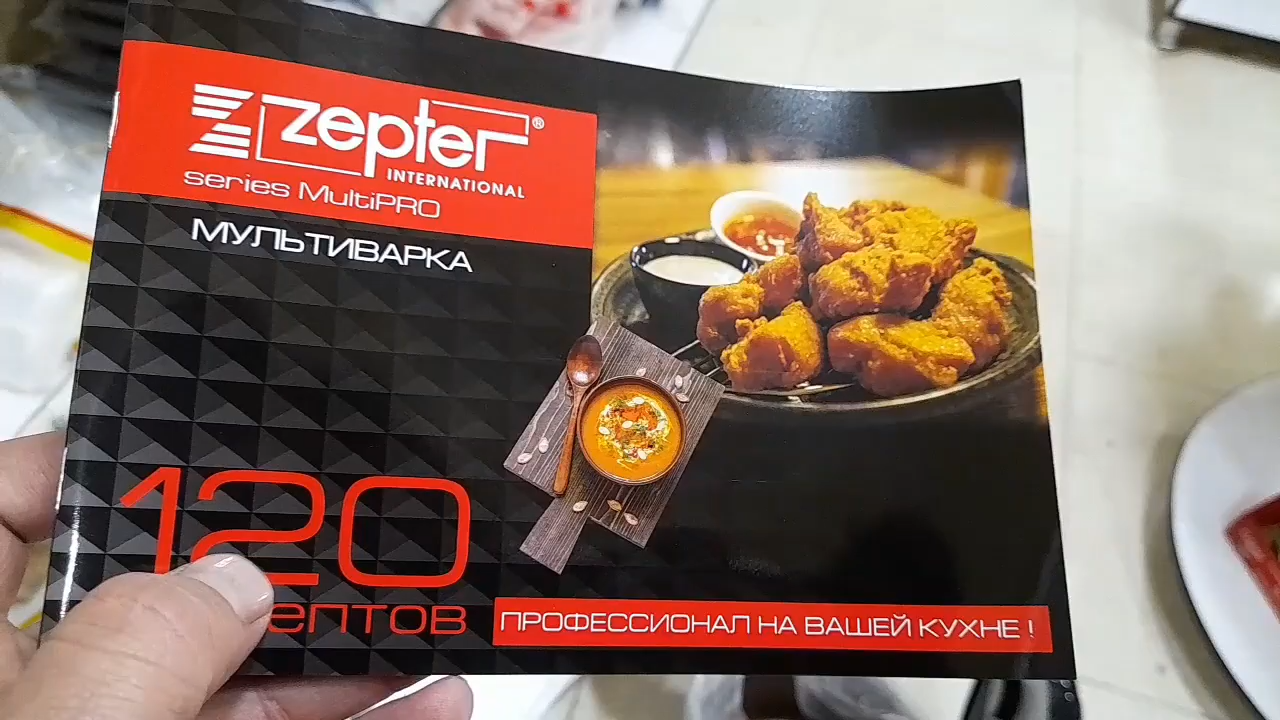 zepter®
INTERNATIONAL
series MultiPRO
МУЛЬТИВАРКА
120
ПРОФЕССИОНАЛ НА ВАШЕЙ КУХНЕ !